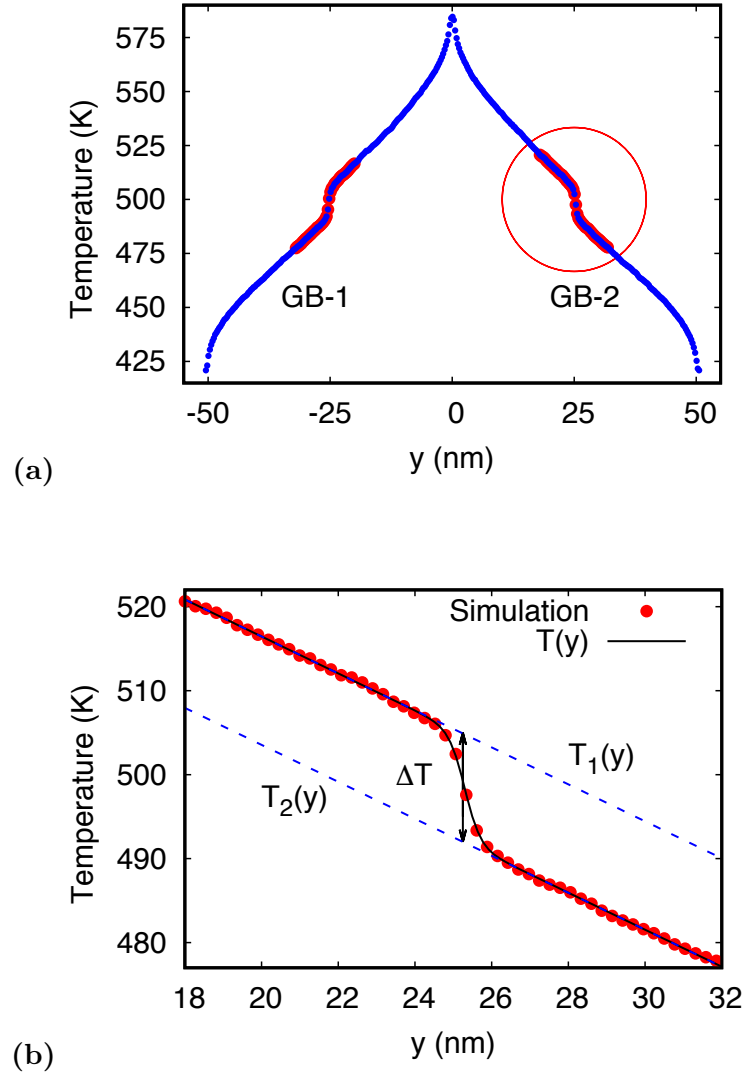 575
550
525
500
475
450
425
Temperature (K)
GB-1
GB-2
-50
-25
0
25
50
y (nm)
(a)
520
510
500
490
480
Temperature (K)
Simulation
T(y)
ΔT
T1(y)
T2(y)
18
20
22
24
26
28
30
32
y (nm)
(b)